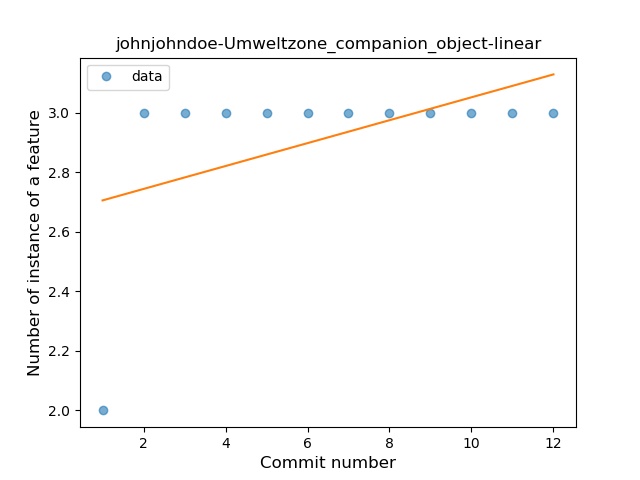 johnjohndoe-Umweltzone_companion_object-linear
data
Number of instance of a feature
3.0
2.8
2.6
2.4
2.2
2.0
2 4 6 8 10 12
Commit number